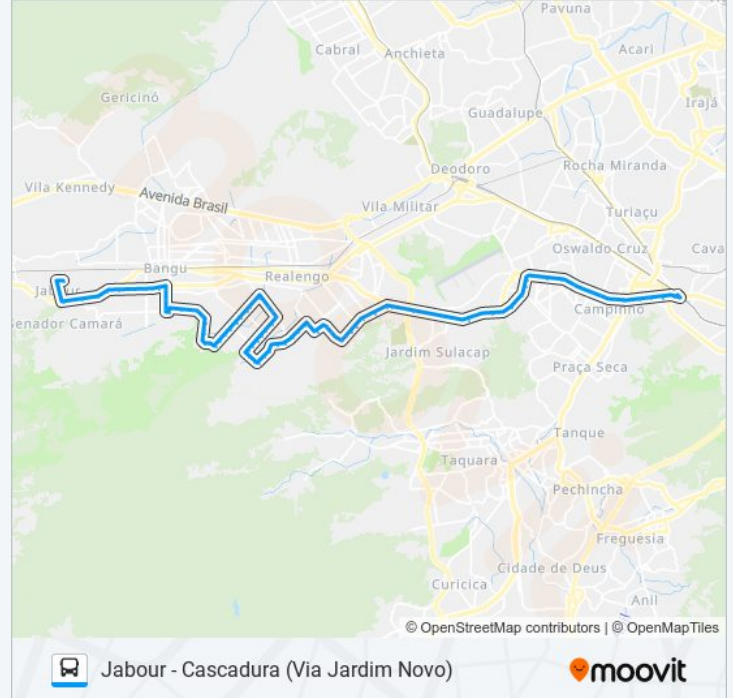 Pavuna
Cabral
Anchieta
Acari
Gericinó
Irajá
Guadalupe
Deodoro
Rocha Miranda
Vila Kennedy
Avenida Brasil
Vila Militar
Turiaçu
Oswaldo Cruz
Cava
Bangu
Realengo
Jabour
Campinho
Senador Camará
Jardim Sulacap
Praça Seca
Tanque
Taquara
Pechincha
Freguesia
Cidade de Deus
Curicica
Anil
© OpenStreetMap contributors | © OpenMapTiles
Jabour - Cascadura (Via Jardim Novo)
moovit